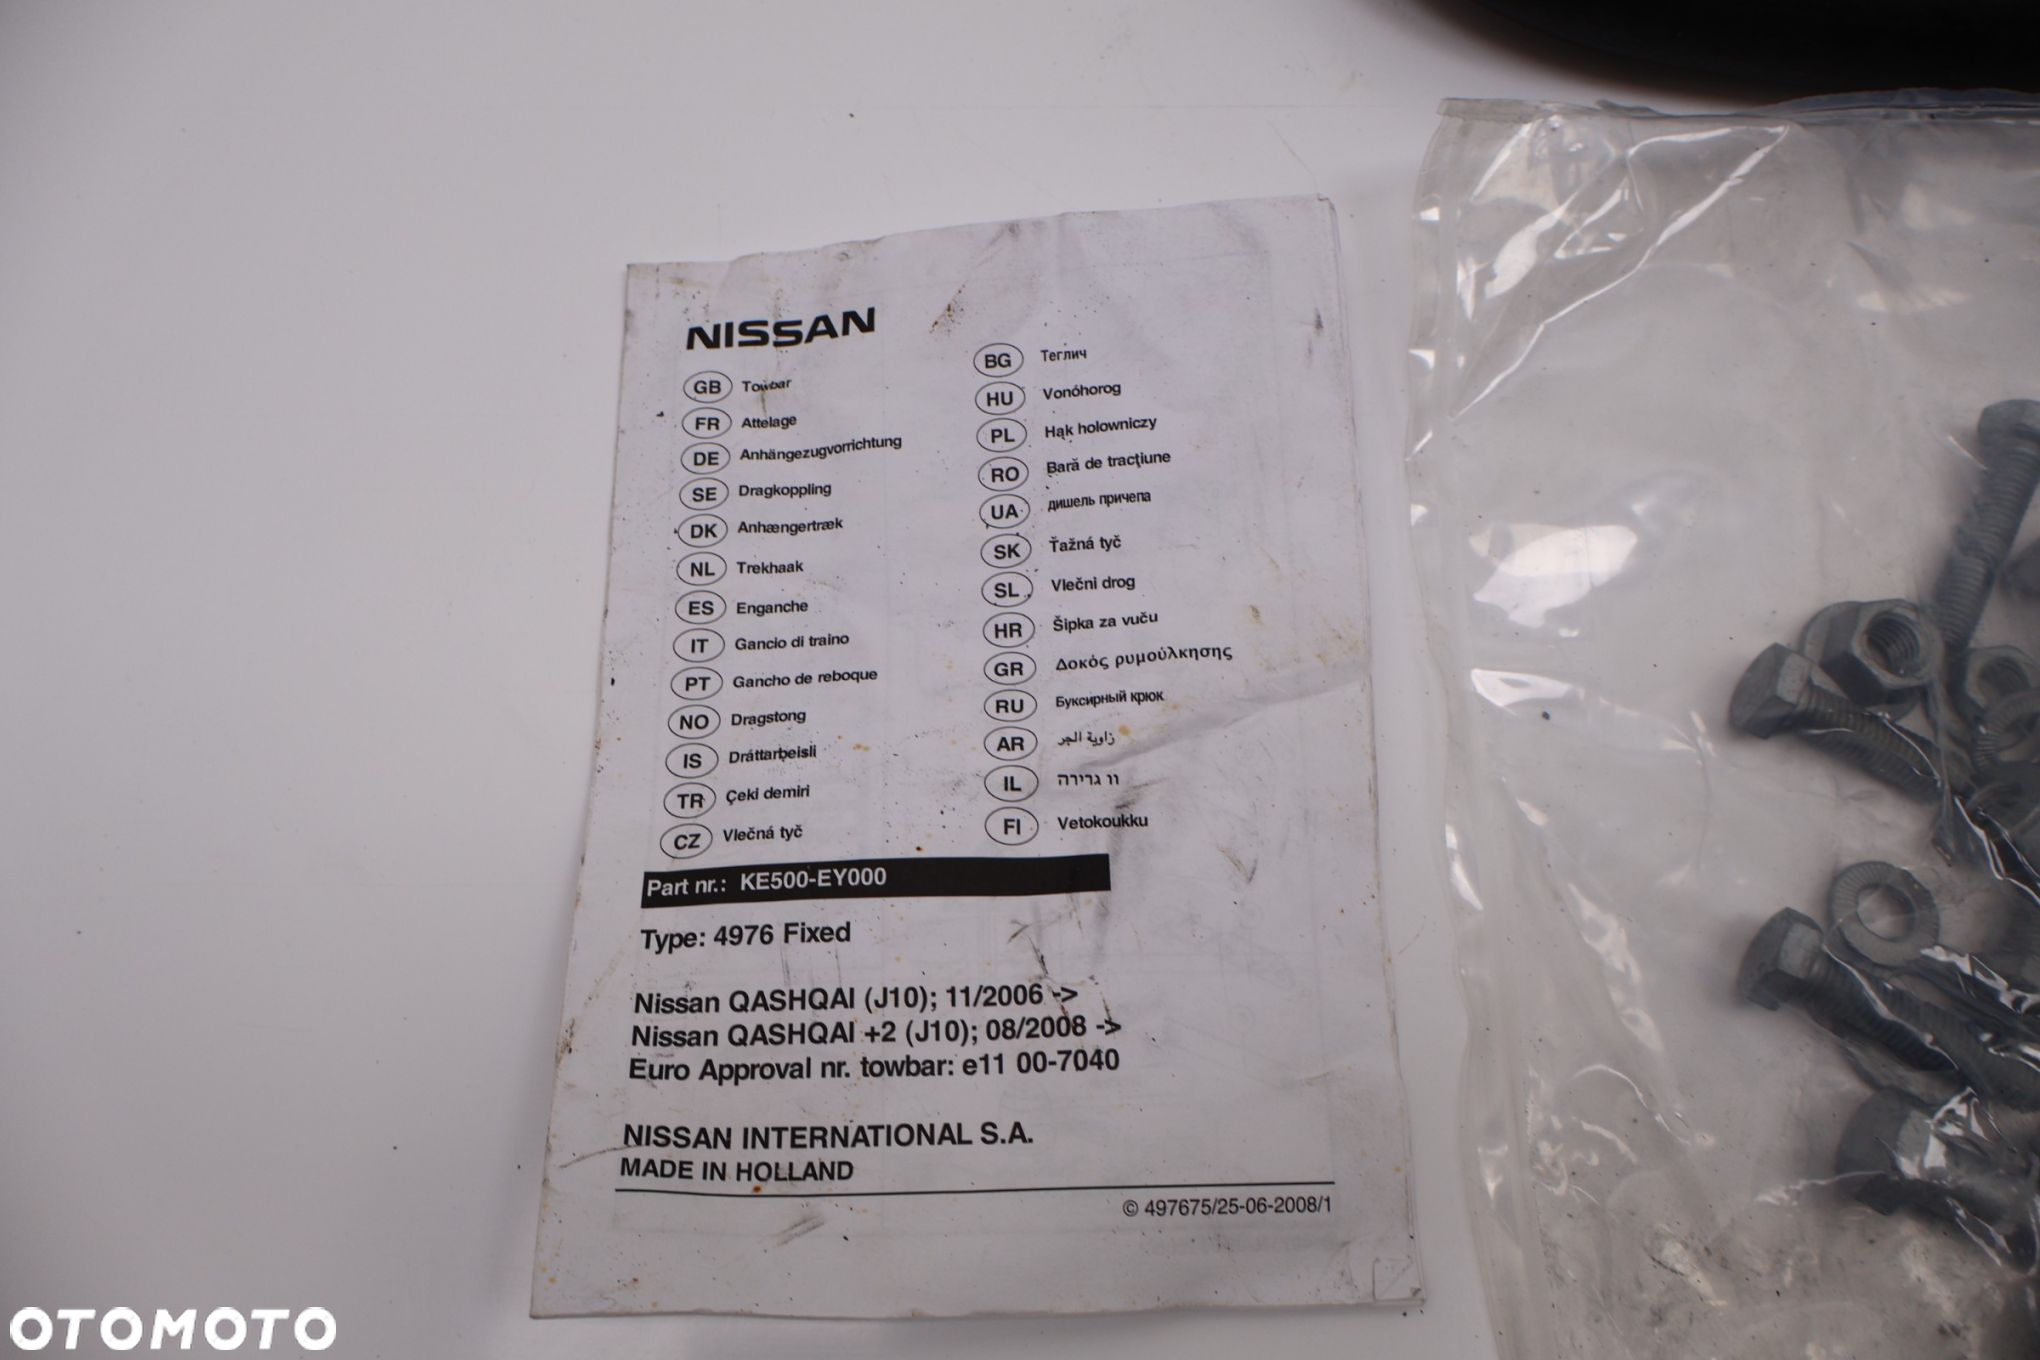 NISSAN
GB Towbar
FR Attelage
DE Anhängezugvorrichtung
SE Dragkoppling
DK Anhængertræk
NL Trekhaak
ES Enganche
IT Gancio di traino
PT Gancho de reboque
NO Dragstong
IS Dráttarbeisli
TR Çeki demiri
CZ Vlečná tyč
BG Теглич
HU Vonóhorog
PL Hąk holowniczy
RO Bară de tracţiune
UA дишель причепа
SK Ťažná tyč
SL Vlečni drog
HR Šipka za vuču
GR Δοκός ρυμούλκησης
RU Буксирный крюк
AR زاوية الجر
IL וו גרירה
FI Vetokoukku
Part nr.: KE500-EY000
Type: 4976 Fixed
Nissan QASHQAI (J10); 11/2006 ->
Nissan QASHQAI +2 (J10); 08/2008 ->
Euro Approval nr. towbar: e11 00-7040
NISSAN INTERNATIONAL S.A.
MADE IN HOLLAND
© 497675/25-06-2008/1
OTOMOTO